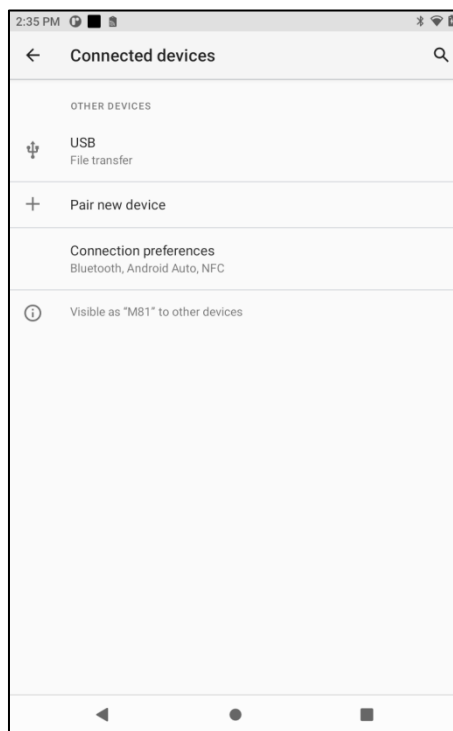 2:35 PM
Connected devices
OTHER DEVICES
USB
File transfer
Pair new device
Connection preferences
Bluetooth, Android Auto, NFC
Visible as "M81" to other devices